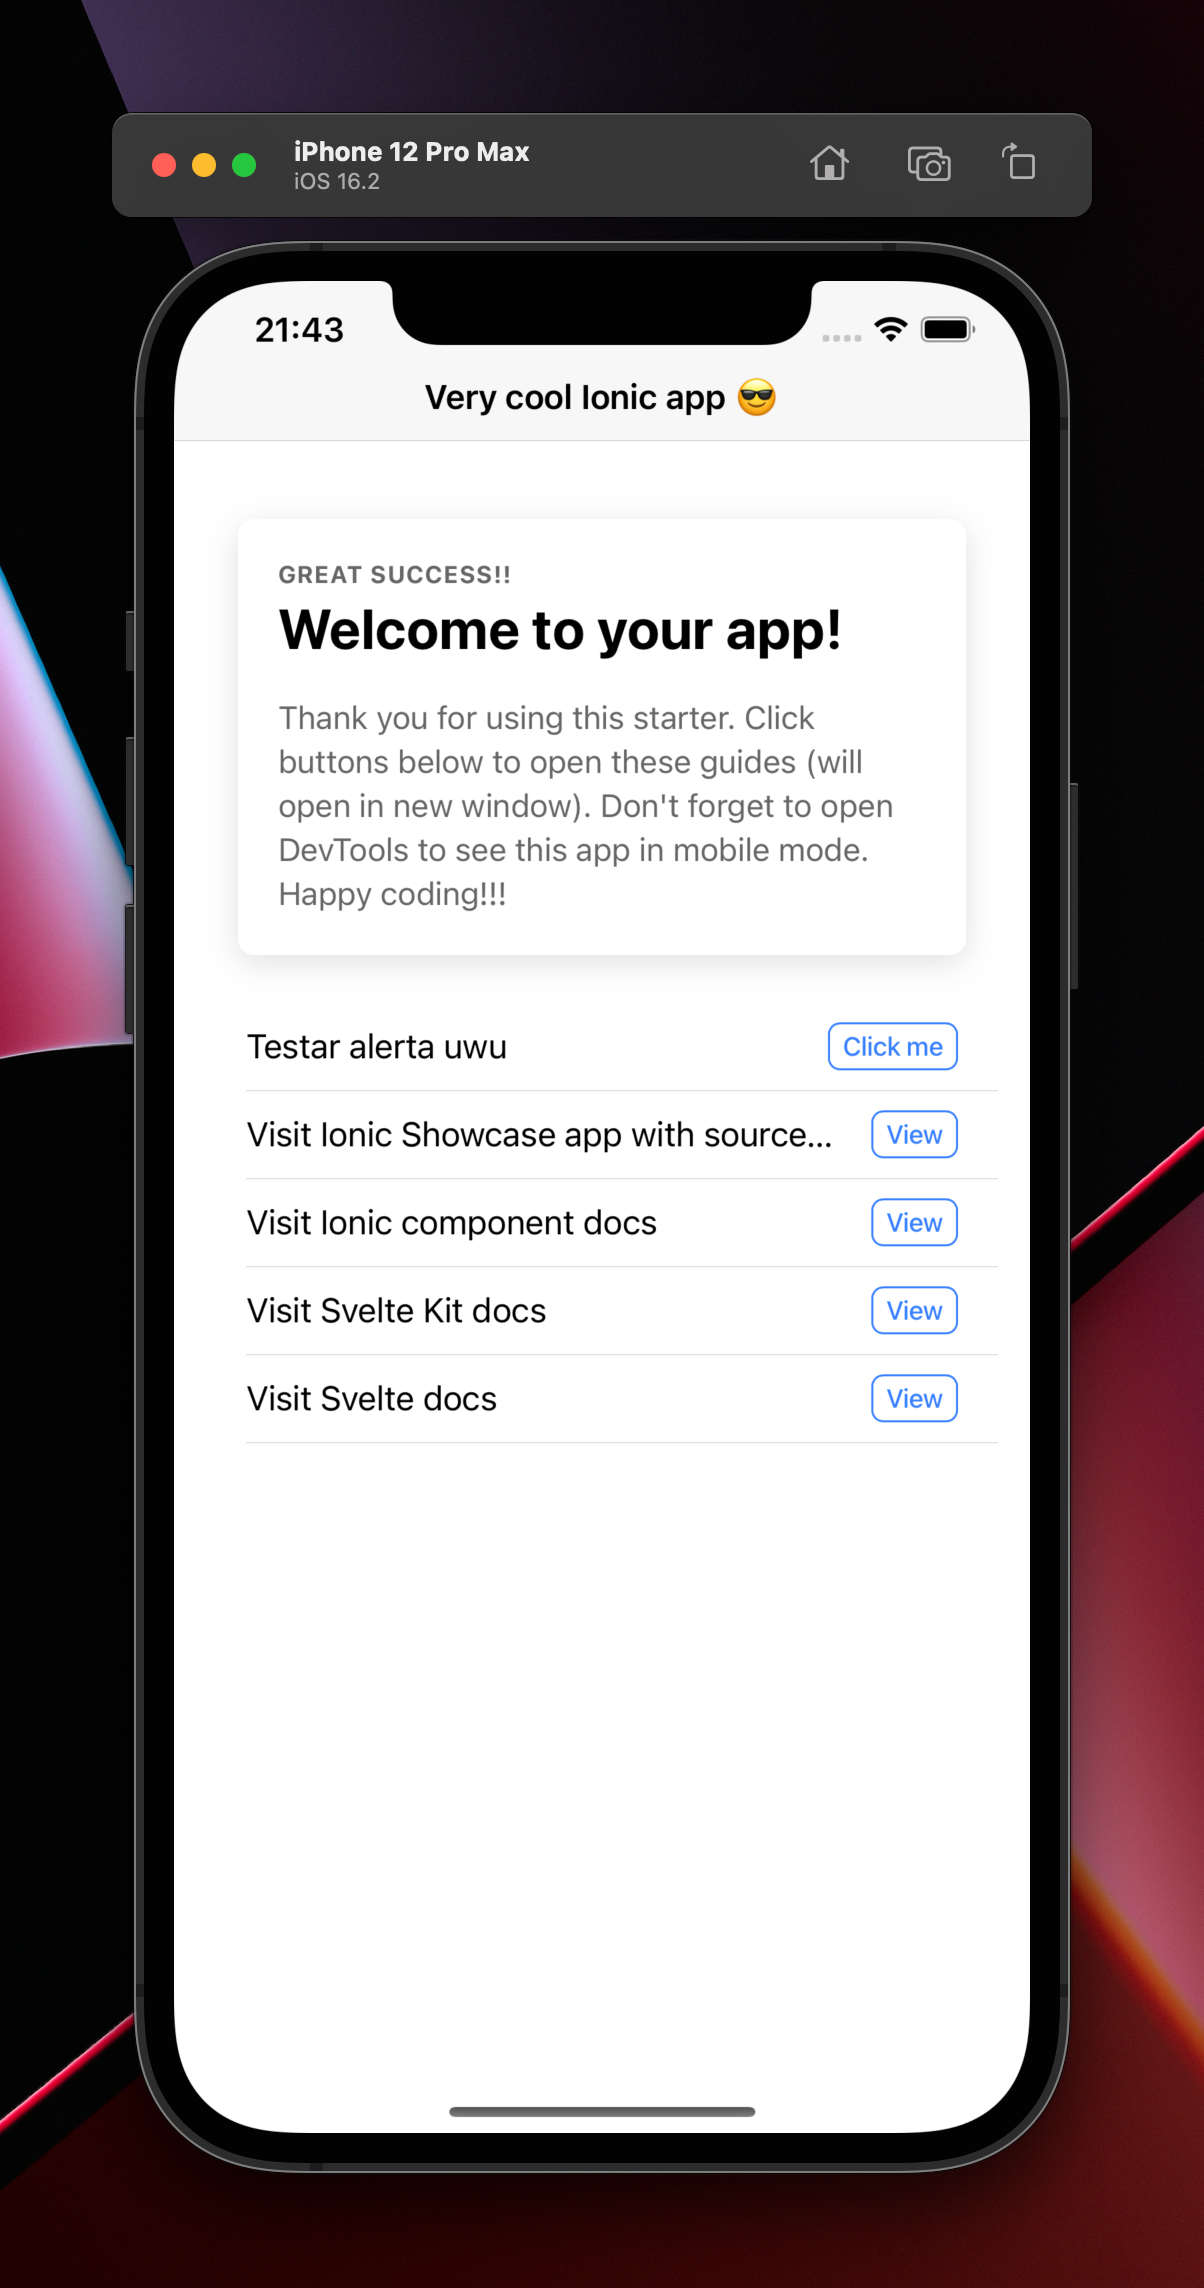 iPhone 12 Pro Max
iOS 16.2
21:43
Very cool Ionic app 😎
GREAT SUCCESS!!
Welcome to your app!
Thank you for using this starter. Click
buttons below to open these guides (will
open in new window). Don't forget to open
DevTools to see this app in mobile mode.
Happy coding!!!
Testar alerta uwu
Click me
Visit Ionic Showcase app with source...
View
Visit Ionic component docs
View
Visit Svelte Kit docs
View
Visit Svelte docs
View